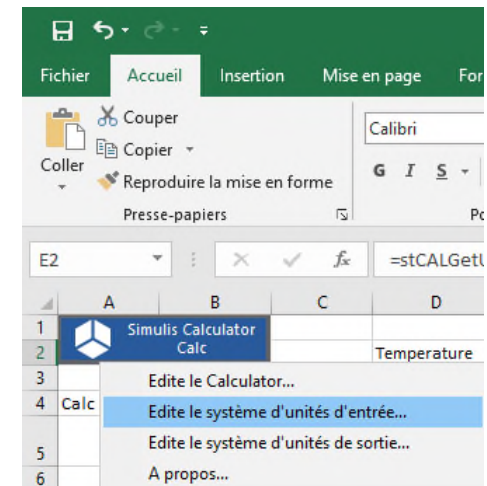 Fichier Accueil Insertion Mise en page For
Couper
Copier
Coller
Reproduire la mise en forme
Presse-papiers
Calibri
G I S
Po
E2 fx =stCALGetU
A B C D
1 Simulis Calculator
Calc
2 Temperature
3 Edite le Calculator...
4 Calc Edite le système d'unités d'entrée...
5 Edite le système d'unités de sortie...
6 A propos...